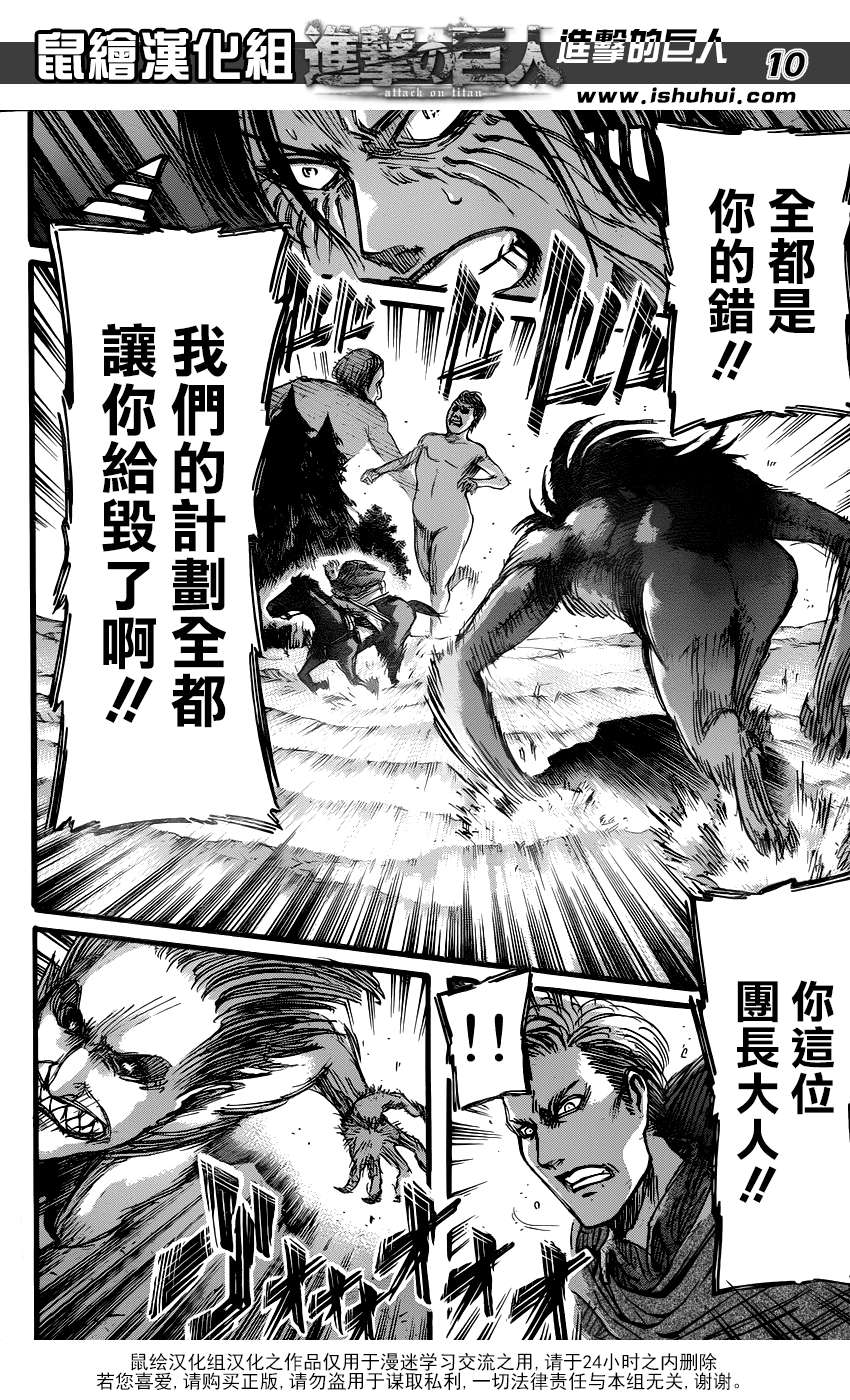 鼠繪漢化組
進撃の巨人
attack on titan
進擊的巨人
10
www.ishuhui.com
全都是
你的錯!!
我們的計劃全都
讓你給毀了啊!!
你這位
團長大人!!
!!
鼠绘汉化组汉化之作品仅用于漫迷学习交流之用,请于24小时之内删除
若您喜爱,请购买正版,请勿用于谋取私利,一切法律责任与本组无关,谢谢。